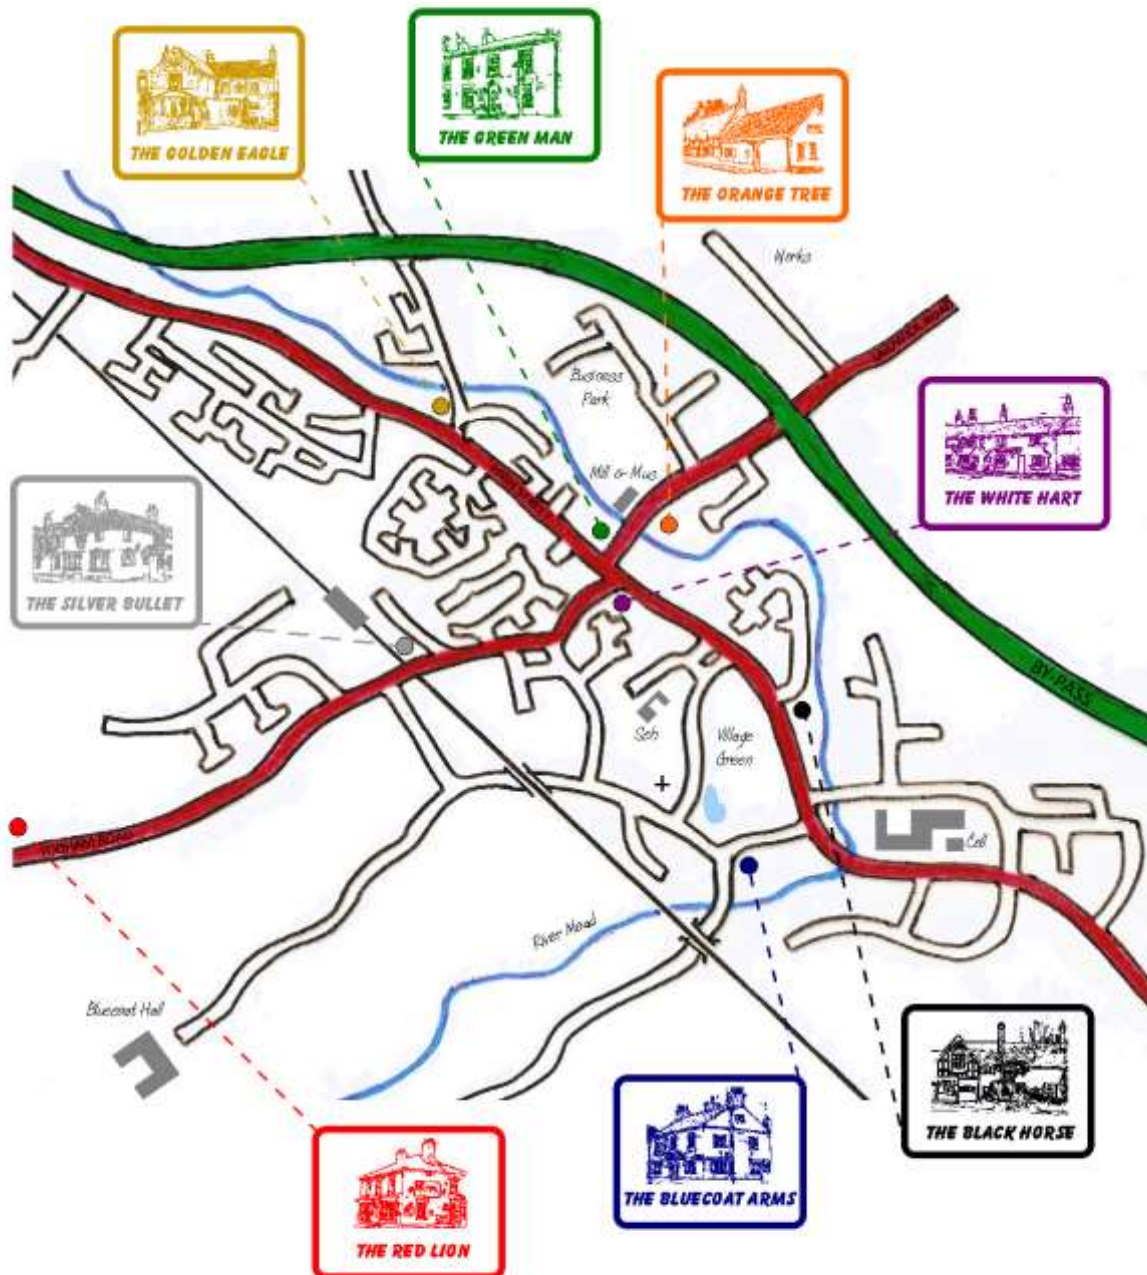 THE GOLDEN EAGLE
THE GREEN MAN
THE ORANGE TREE
Works
Business
Park
Mill & Mus.
THE WHITE HART
THE SILVER BULLET
BY-PASS
Sch
Village
Green
Coll
River Moad
Bluecoat Hall
THE BLACK HORSE
THE BLUECOAT ARMS
THE RED LION